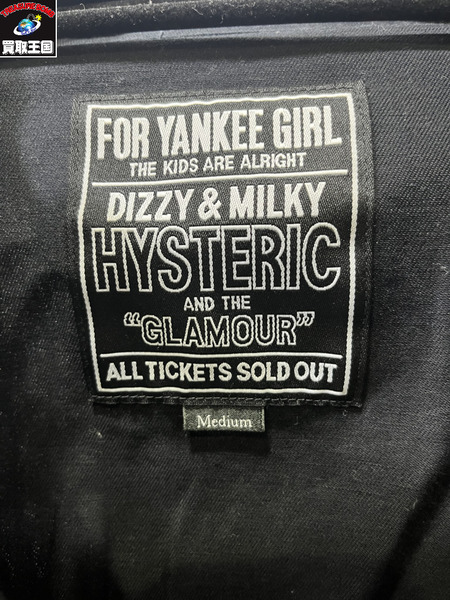 買取王国
FOR YANKEE GIRL
THE KIDS ARE ALRIGHT
DIZZY & MILKY
HYSTERIC
AND THE
"GLAMOUR"
ALL TICKETS SOLD OUT
Medium